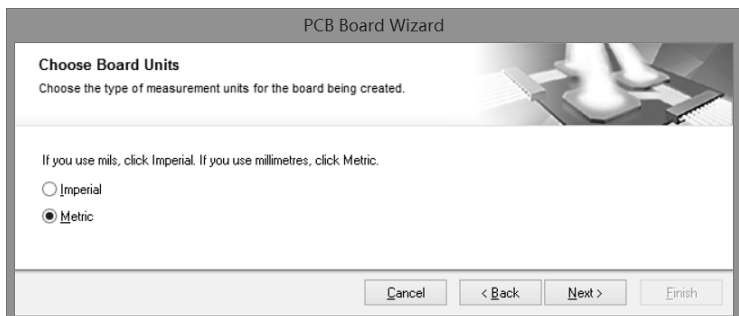 PCB Board Wizard
Choose Board Units
Choose the type of measurement units for the board being created.
If you use mils, click Imperial. If you use millimetres, click Metric.
Imperial
Metric
Cancel
< Back
Next >
Finish